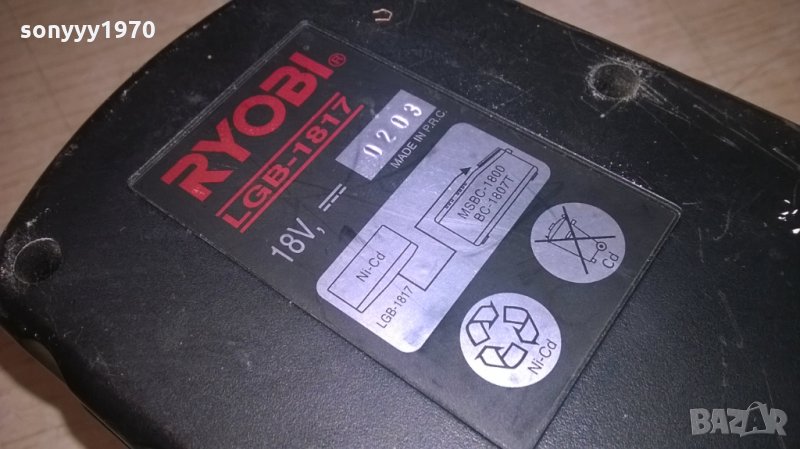 sonyyy1970
RYOBI®
LGB-1817
18V,
0203
MADE IN P.R.C.
Ni-Cd
LGB-1817
MSBC-1800
BC-1807T
Cd
Ni-Cd
BAZAR